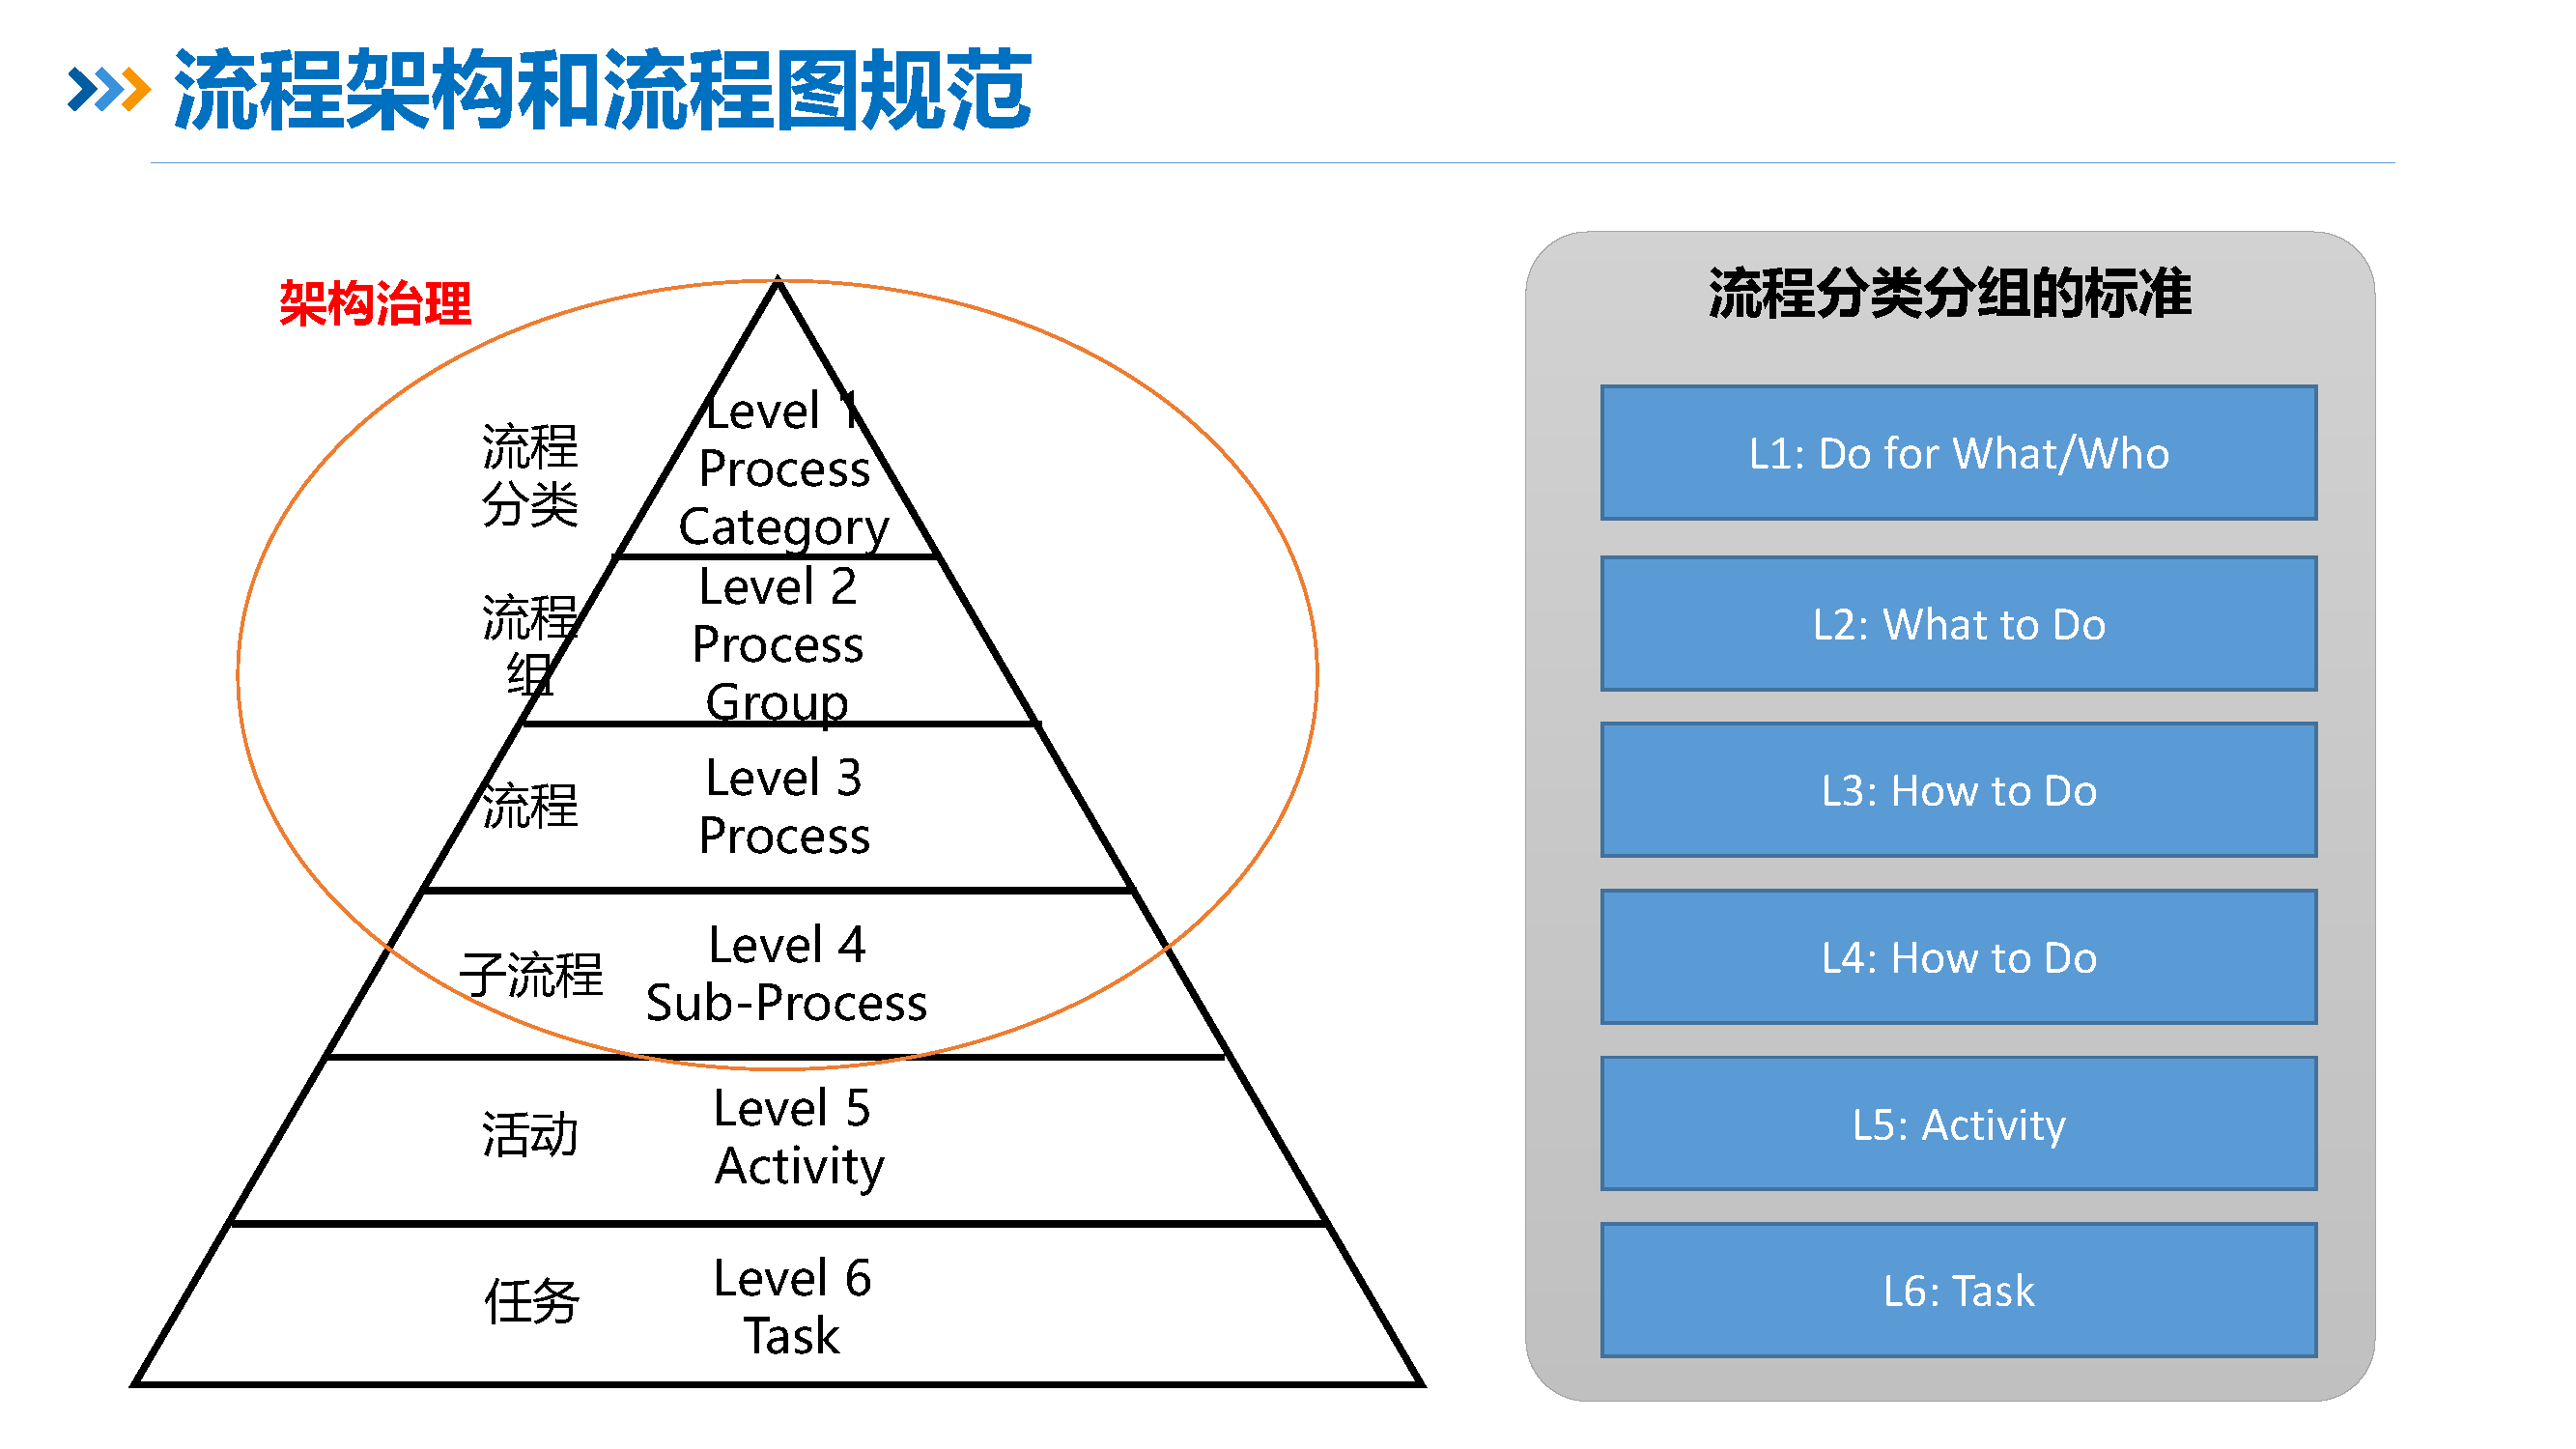 流程架构和流程图规范
架构治理
流程
分类
Level 1
Process
Category
流程
组
Level 2
Process
Group
流程
Level 3
Process
子流程
Level 4
Sub-Process
活动
Level 5
Activity
任务
Level 6
Task
流程分类分组的标准
L1: Do for What/Who
L2: What to Do
L3: How to Do
L4: How to Do
L5: Activity
L6: Task